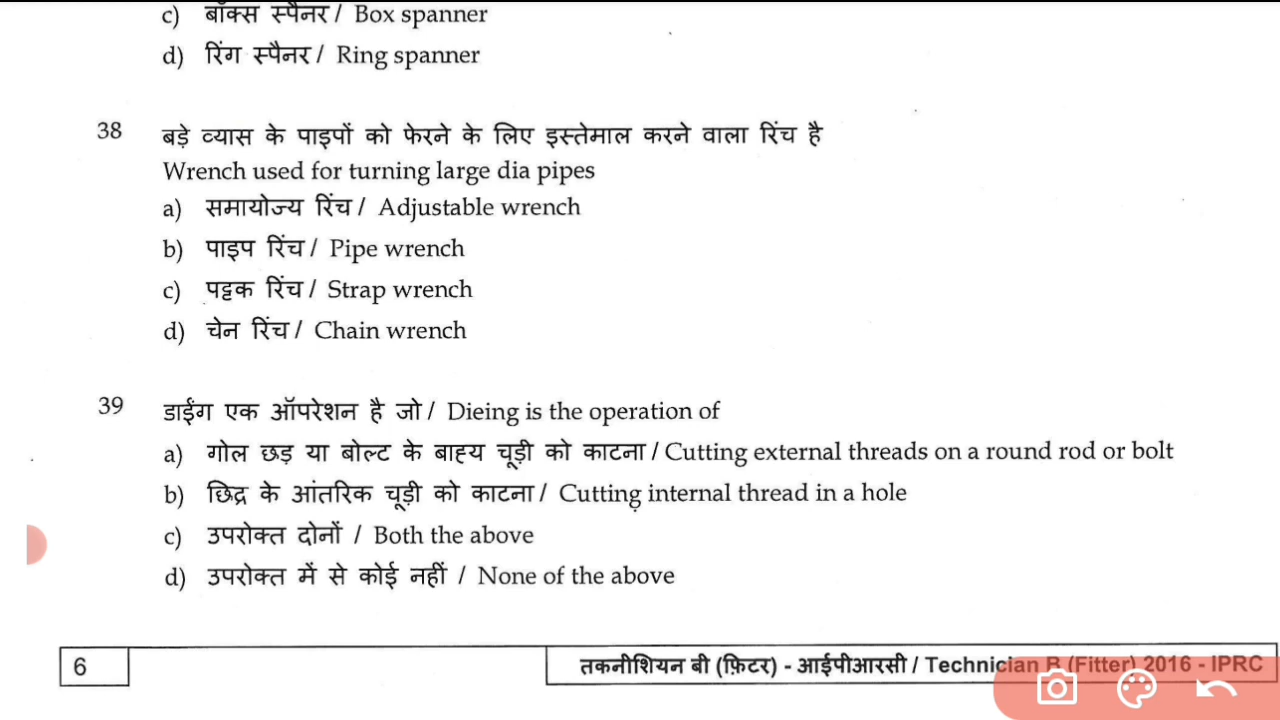 c) बॉक्स स्पैनर / Box spanner
d) रिंग स्पैनर / Ring spanner
38 बड़े व्यास के पाइपों को फेरने के लिए इस्तेमाल करने वाला रिंच है
Wrench used for turning large dia pipes
a) समायोज्य रिंच / Adjustable wrench
b) पाइप रिंच / Pipe wrench
c) पट्टक रिंच / Strap wrench
d) चेन रिंच / Chain wrench
39 डाईंग एक ऑपरेशन है जो / Dieing is the operation of
a) गोल छड़ या बोल्ट के बाह्य चूड़ी को काटना / Cutting external threads on a round rod or bolt
b) छिद्र के आंतरिक चूड़ी को काटना / Cutting internal thread in a hole
c) उपरोक्त दोनों / Both the above
d) उपरोक्त में से कोई नहीं / None of the above
6 तकनीशियन बी (फ़िटर) - आईपीआरसी / Technician B (Fitter) 2016 - IPRC